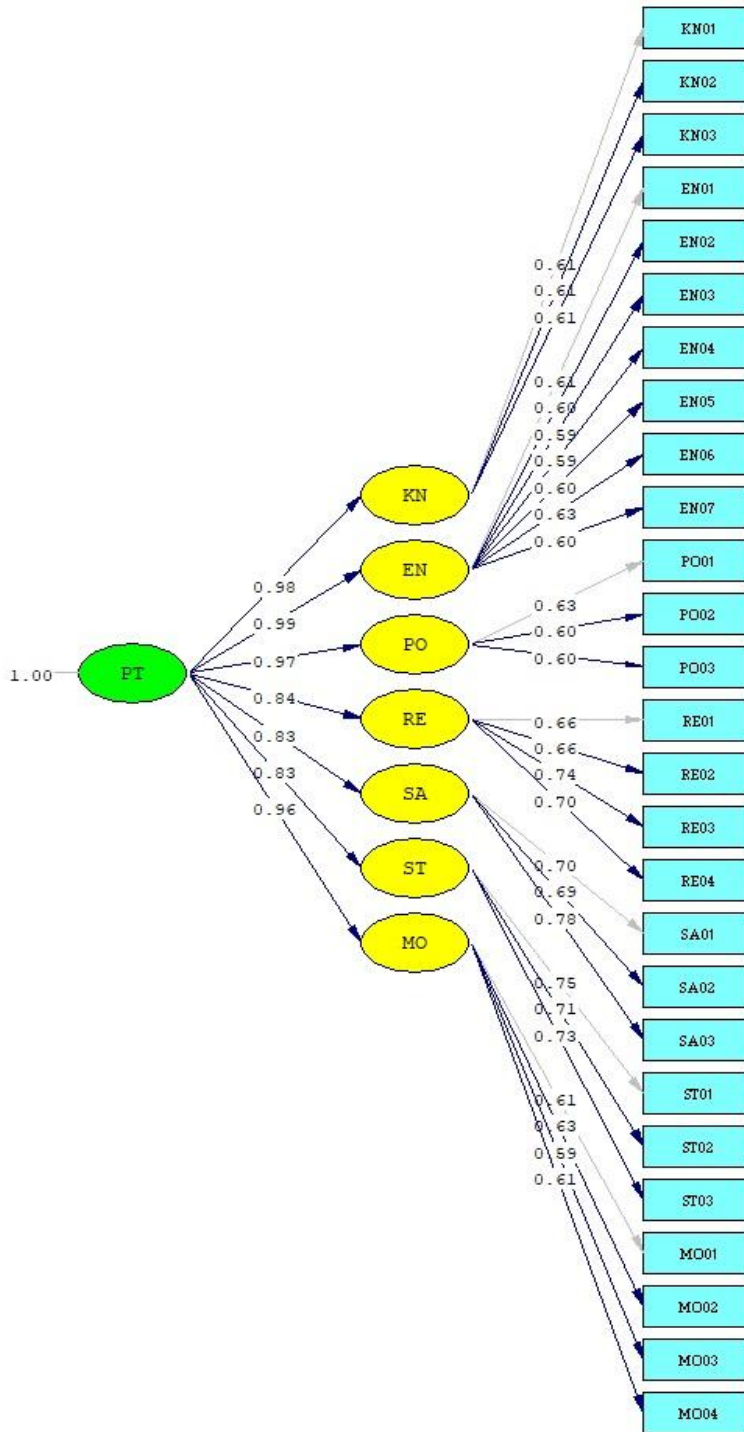 KN01
KN02
KN03
EN01
EN02
0.61
0.61
EN03
0.61
EN04
0.61
EN05
0.60
0.59
EN06
0.59
0.60
KN
EN07
0.63
0.60
PO01
EN
0.98
0.63
PO02
0.99
0.60
PO
PO03
0.97
0.60
1.00
PT
0.84
RE
RE01
0.66
0.83
0.66
RE02
0.83
0.74
SA
0.96
0.70
RE03
ST
RE04
0.70
0.69
SA01
MO
0.78
SA02
0.75
0.71
SA03
0.73
ST01
0.61
0.63
ST02
0.59
0.61
ST03
MO01
MO02
MO03
MO04